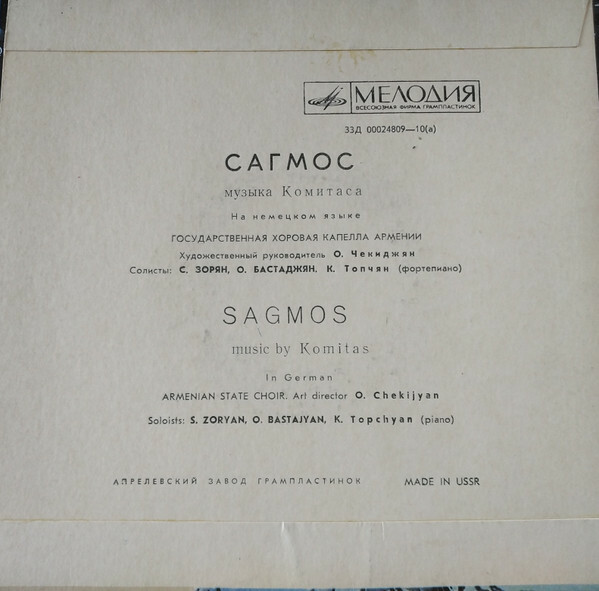 МЕЛОДИЯ
ВСЕСОЮЗНАЯ ФИРМА ГРАМПЛАСТИНОК
33Д 00024809—10(а)
САГМОС
музыка Комитаса
На немецком языке
ГОСУДАРСТВЕННАЯ ХОРОВАЯ КАПЕЛЛА АРМЕНИИ
Художественный руководитель О. Чекиджян
Солисты: С. ЗОРЯН, О. БАСТАДЖЯН, К. Топчян (фортепиано)
SAGMOS
music by Komitas
In German
ARMENIAN STATE CHOIR. Art director O. Chekijyan
Soloists: S. ZORYAN, O. BASTAJYAN, K. Topchyan (piano)
АПРЕЛЕВСКИЙ ЗАВОД ГРАМПЛАСТИНОК MADE IN USSR